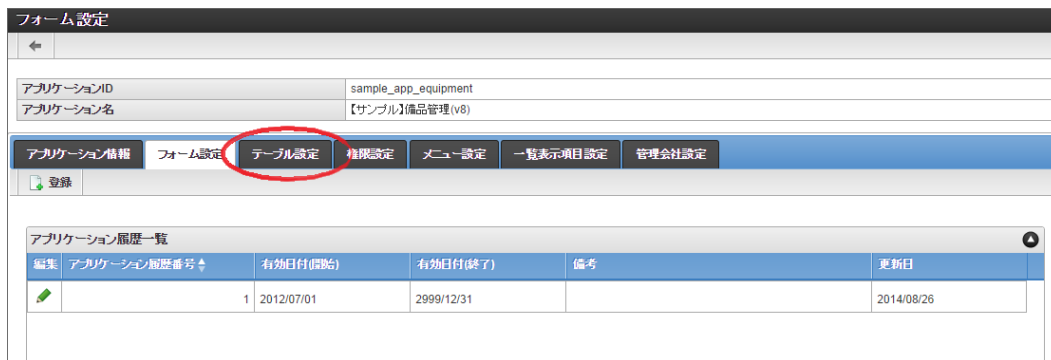 フォーム設定
アプリケーションID sample_app_equipment
アプリケーション名 【サンプル】備品管理(v8)
アプリケーション情報 フォーム設定 テーブル設定 権限設定 メニュー設定 一覧表示項目設定 管理会社設定
登録
アプリケーション履歴一覧
編集 アプリケーション履歴番号 有効日付(開始) 有効日付(終了) 備考 更新日
1 2012/07/01 2999/12/31 2014/08/26